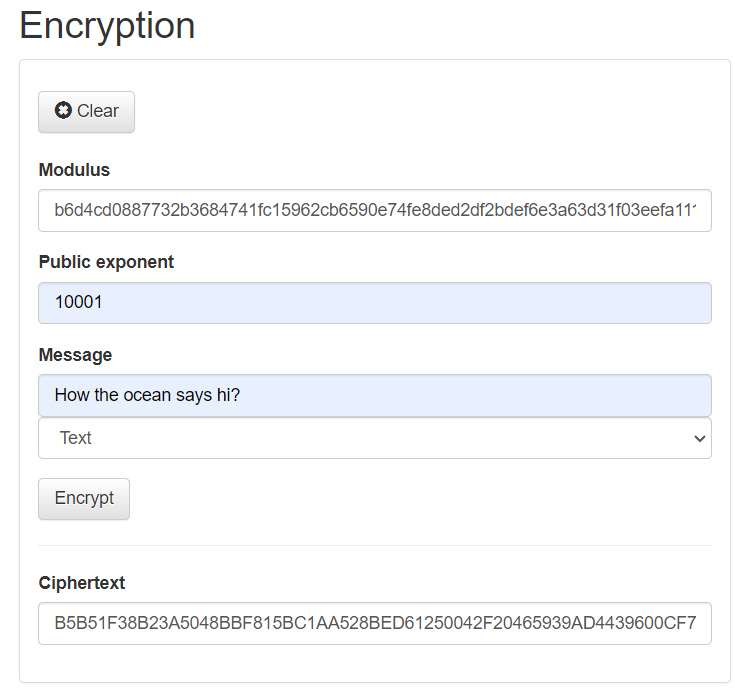 Encryption
Clear
Modulus
b6d4cd0887732b3684741fc15962cb6590e74fe8ded2df2bdef6e3a63d31f03eefa11
Public exponent
10001
Message
How the ocean says hi?
Text
Encrypt
Ciphertext
B5B51F38B23A5048BBF815BC1AA528BED61250042F20465939AD4439600CF7